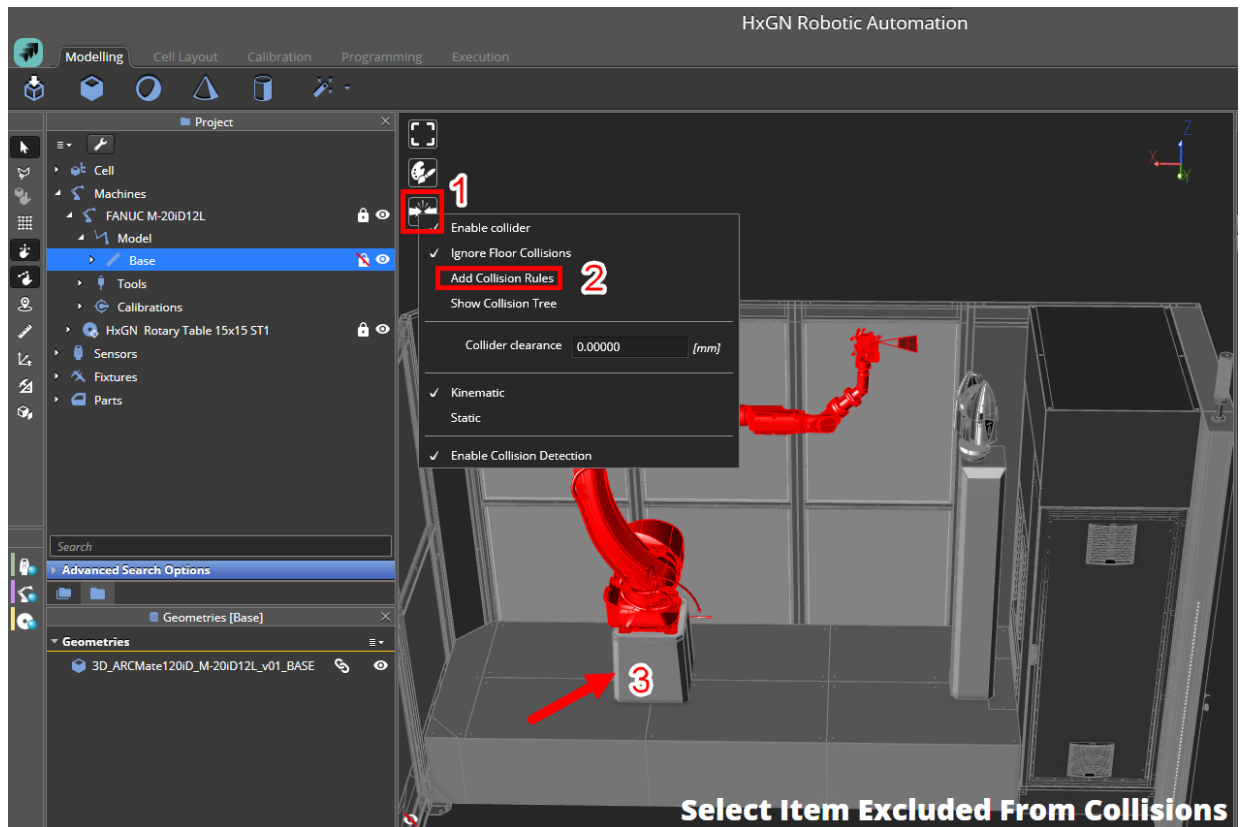 HxGN Robotic Automation
Modelling
Cell Layout
Calibration
Programming
Execution
Project
Cell
Machines
FANUC M-20iD12L
Model
Base
Tools
Calibrations
HxGN Rotary Table 15x15 ST1
Sensors
Fixtures
Parts
Search
Advanced Search Options
Geometries [Base]
Geometries
3D_ARCMate120iD_M-20iD12L_v01_BASE
1
Enable collider
Ignore Floor Collisions
Add Collision Rules
2
Show Collision Tree
Collider clearance 0.00000 [mm]
Kinematic
Static
Enable Collision Detection
Z
X
Y
3
Select Item Excluded From Collisions